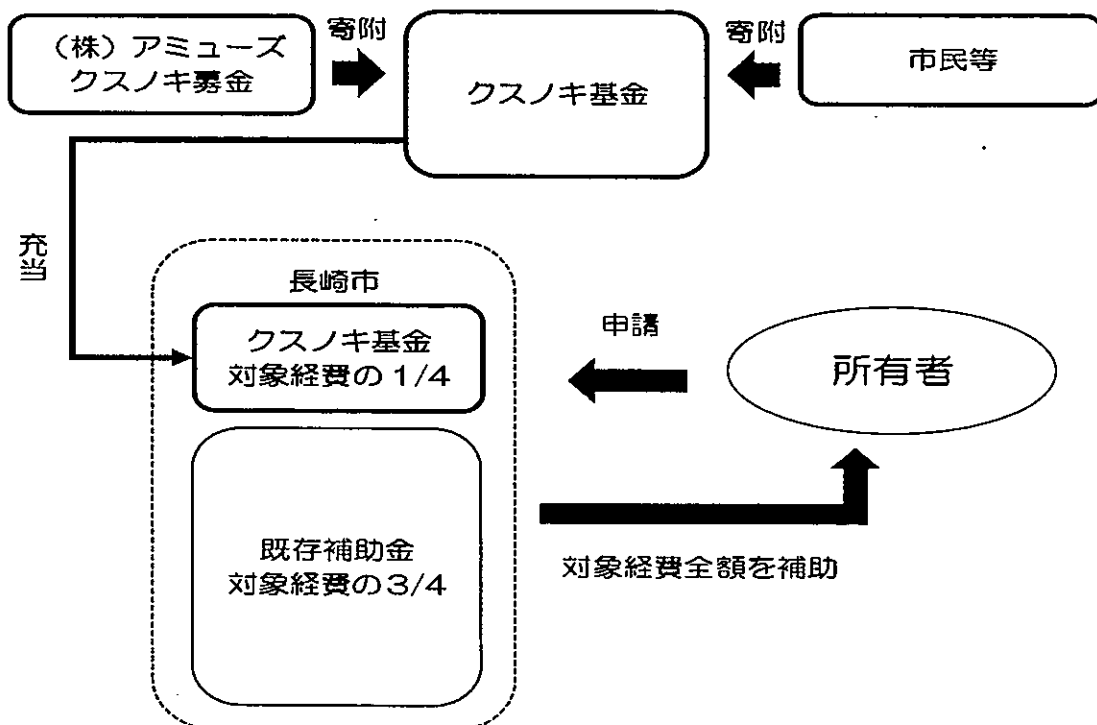 （株）アミューズ
クスノキ募金
寄附
クスノキ基金
寄附
市民等
充当
長崎市
クスノキ基金
対象経費の1/4
申請
所有者
既存補助金
対象経費の3/4
対象経費全額を補助